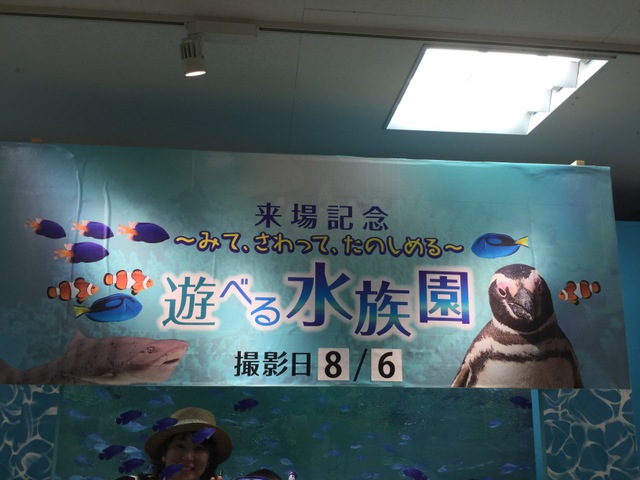 来場記念
～みて、さわって、たのしめる～
遊べる水族園
撮影日 8/6